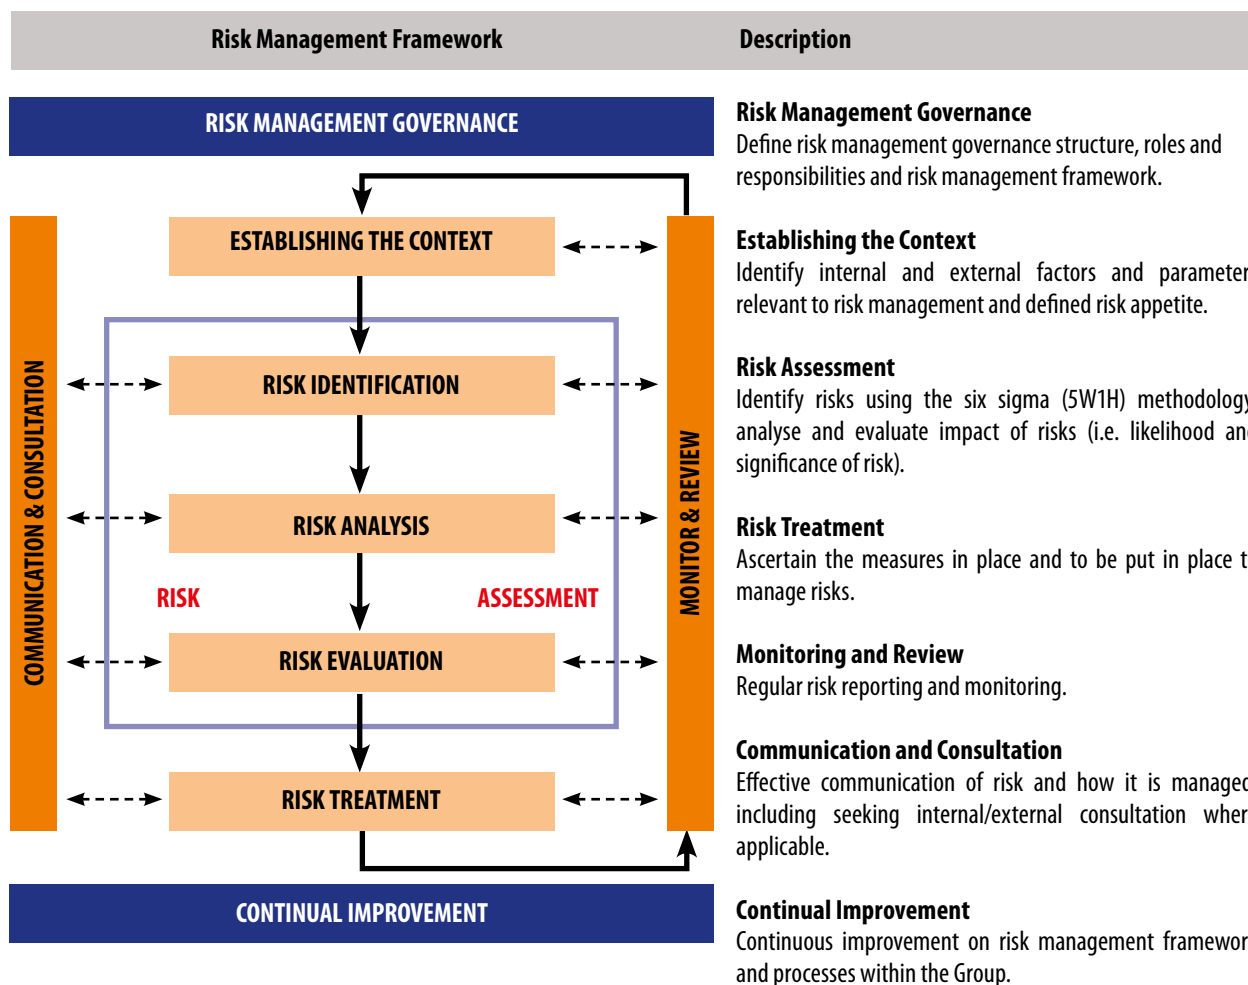 Risk Management Framework
Description
RISK MANAGEMENT GOVERNANCE
ESTABLISHING THE CONTEXT
RISK IDENTIFICATION
RISK ANALYSIS
RISK
ASSESSMENT
RISK EVALUATION
RISK TREATMENT
COMMUNICATION & CONSULTATION
MONITOR & REVIEW
CONTINUAL IMPROVEMENT
Risk Management Governance
Define risk management governance structure, roles and
responsibilities and risk management framework.
Establishing the Context
Identify internal and external factors and parameter
relevant to risk management and defined risk appetite.
Risk Assessment
Identify risks using the six sigma (5W1H) methodology
analyse and evaluate impact of risks (i.e. likelihood an
significance of risk).
Risk Treatment
Ascertain the measures in place and to be put in place t
manage risks.
Monitoring and Review
Regular risk reporting and monitoring.
Communication and Consultation
Effective communication of risk and how it is managed
including seeking internal/external consultation wher
applicable.
Continual Improvement
Continuous improvement on risk management framewor
and processes within the Group.